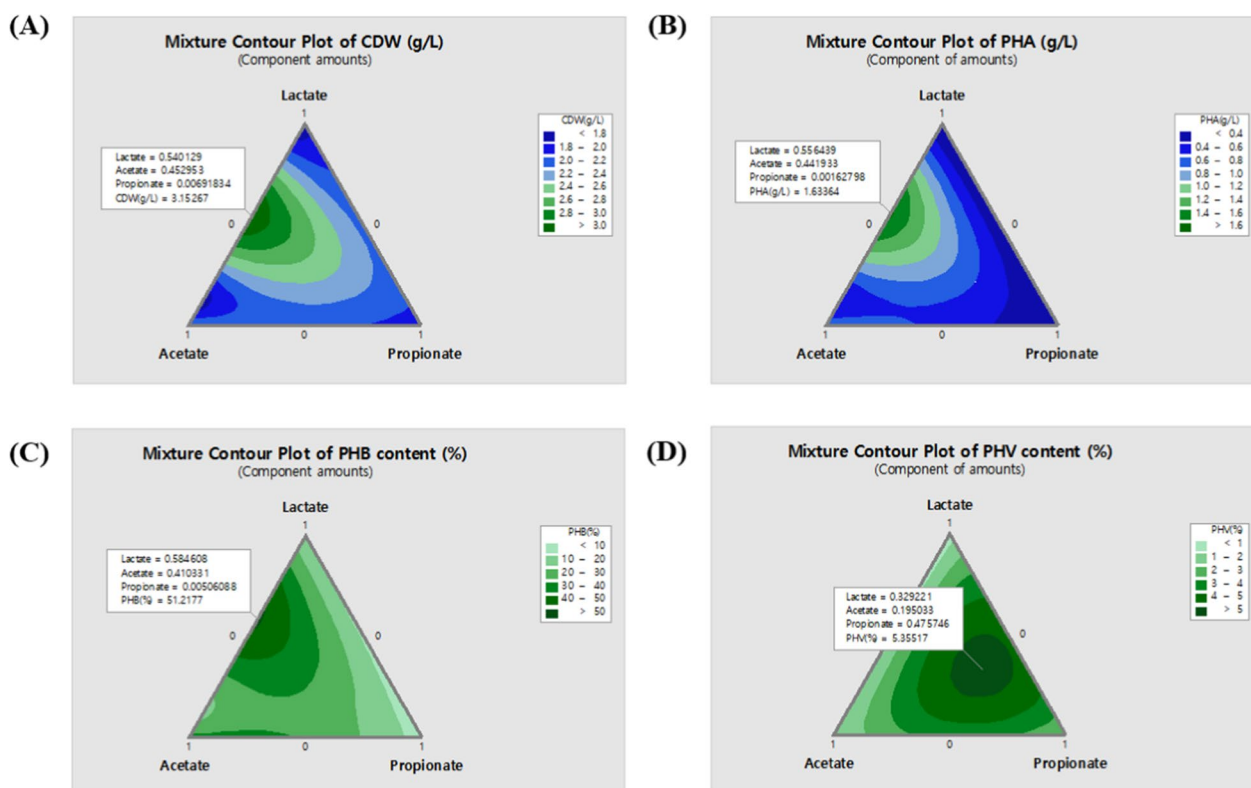 (A)
Mixture Contour Plot of CDW (g/L)
(Component amounts)
Lactate
1
Lactate = 0.540129
Acetate = 0.452953
Propionate = 0.00691834
CDW(g/L) = 3.15267
0
0
1
0
1
Acetate
Propionate
CDW(g/L)
< 1.8
1.8 – 2.0
2.0 – 2.2
2.2 – 2.4
2.4 – 2.6
2.6 – 2.8
2.8 – 3.0
> 3.0
(B)
Mixture Contour Plot of PHA (g/L)
(Component of amounts)
Lactate
1
Lactate = 0.556439
Acetate = 0.441933
Propionate = 0.00162798
PHA(g/L) = 1.63364
0
0
1
0
1
Acetate
Propionate
PHA(g/L)
< 0.4
0.4 – 0.6
0.6 – 0.8
0.8 – 1.0
1.0 – 1.2
1.2 – 1.4
1.4 – 1.6
> 1.6
(C)
Mixture Contour Plot of PHB content (%)
(Component amounts)
Lactate
1
Lactate = 0.584608
Acetate = 0.410331
Propionate = 0.00506088
PHB(%) = 51.2177
0
0
1
0
1
Acetate
Propionate
PHB(%)
< 10
10 – 20
20 – 30
30 – 40
40 – 50
> 50
(D)
Mixture Contour Plot of PHV content (%)
(Component of amounts)
Lactate
1
Lactate = 0.329221
Acetate = 0.195033
Propionate = 0.475746
PHV(%) = 5.35517
0
1
0
1
Acetate
Propionate
PHV(%)
< 1
1 – 2
2 – 3
3 – 4
4 – 5
> 5